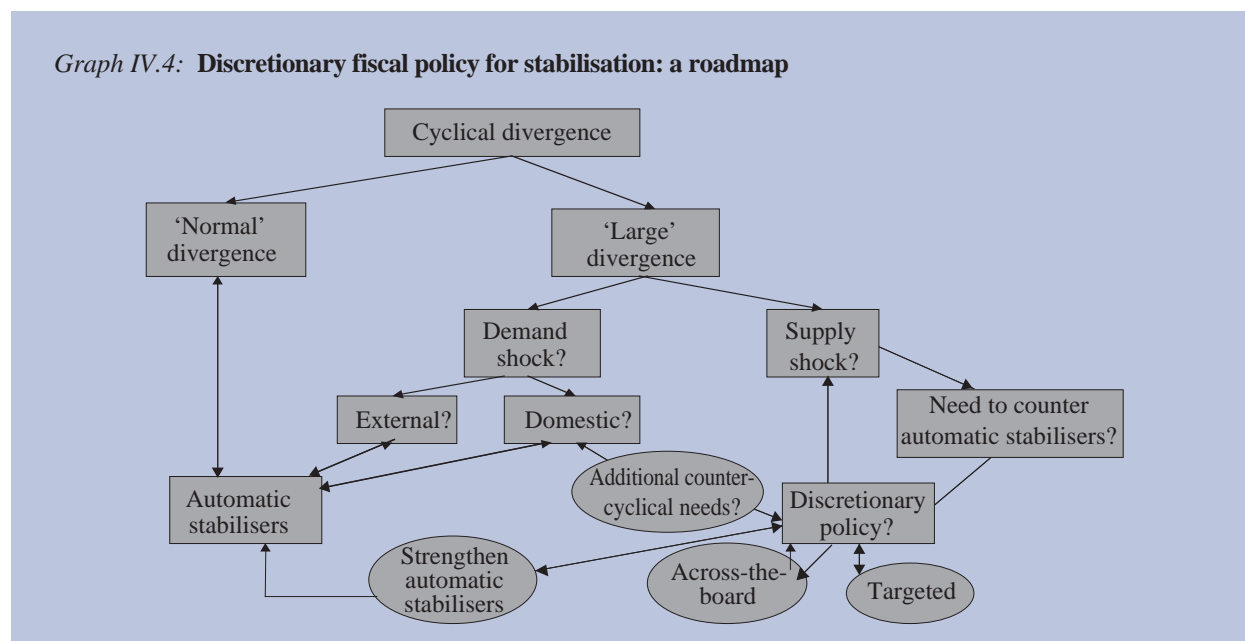 Graph IV.4: Discretionary fiscal policy for stabilisation: a roadmap
Cyclical divergence
‘Normal’
divergence
‘Large’
divergence
Demand
shock?
Supply
shock?
External?
Domestic?
Need to counter
automatic stabilisers?
Automatic
stabilisers
Additional counter-
cyclical needs?
Discretionary
policy?
Strengthen
automatic
stabilisers
Across-the-
board
Targeted